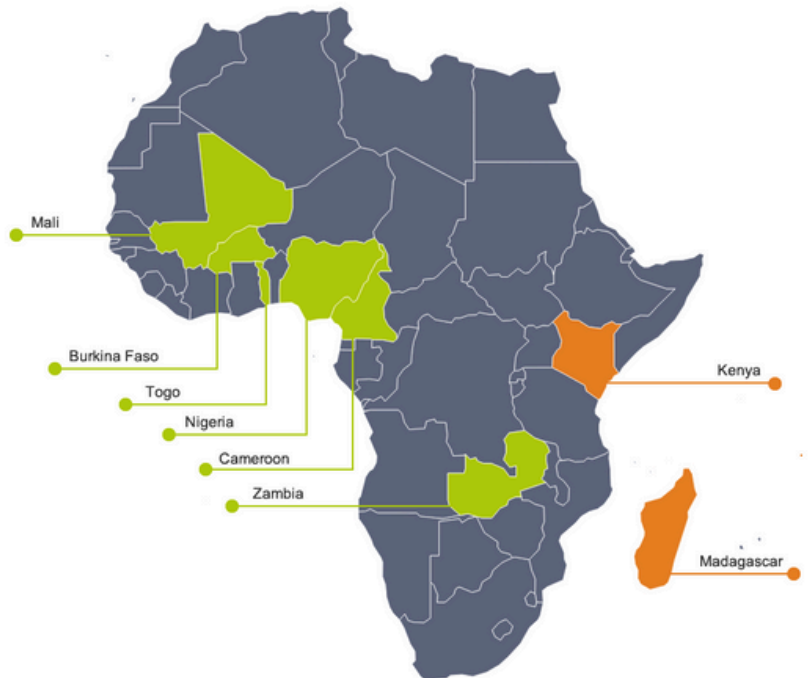 Mali
Burkina Faso
Togo
Nigeria
Cameroon
Zambia
Kenya
Madagascar